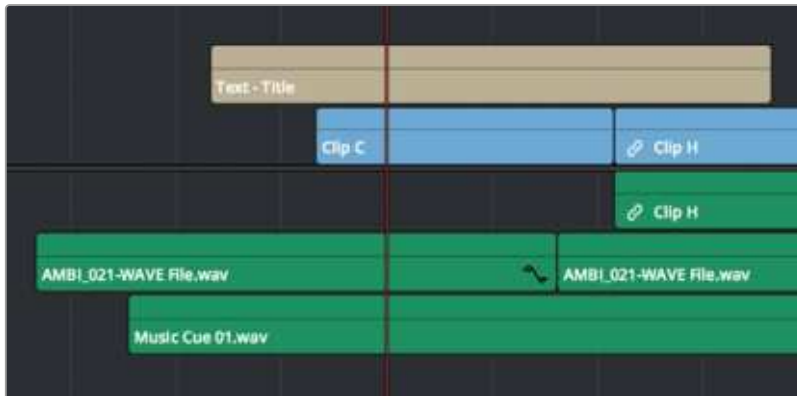 Text - Title
Clip C
Clip H
Clip H
AMBI_021-WAVE File.wav
AMBI_021-WAVE File.wav
Music Cue 01.wav